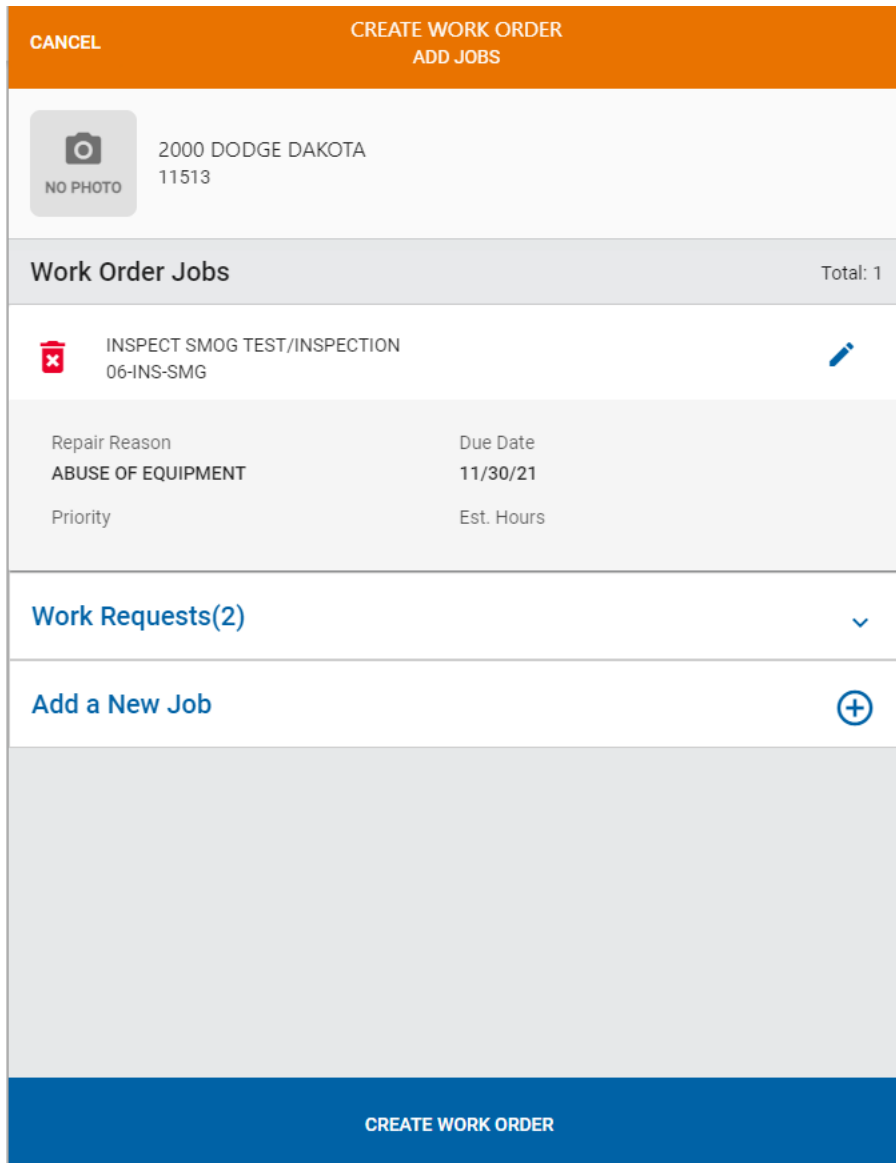 CANCEL
CREATE WORK ORDER
ADD JOBS
NO PHOTO
2000 DODGE DAKOTA
11513
Work Order Jobs
Total: 1
INSPECT SMOG TEST/INSPECTION
06-INS-SMG
Repair Reason
ABUSE OF EQUIPMENT
Due Date
11/30/21
Priority
Est. Hours
Work Requests(2)
Add a New Job
CREATE WORK ORDER